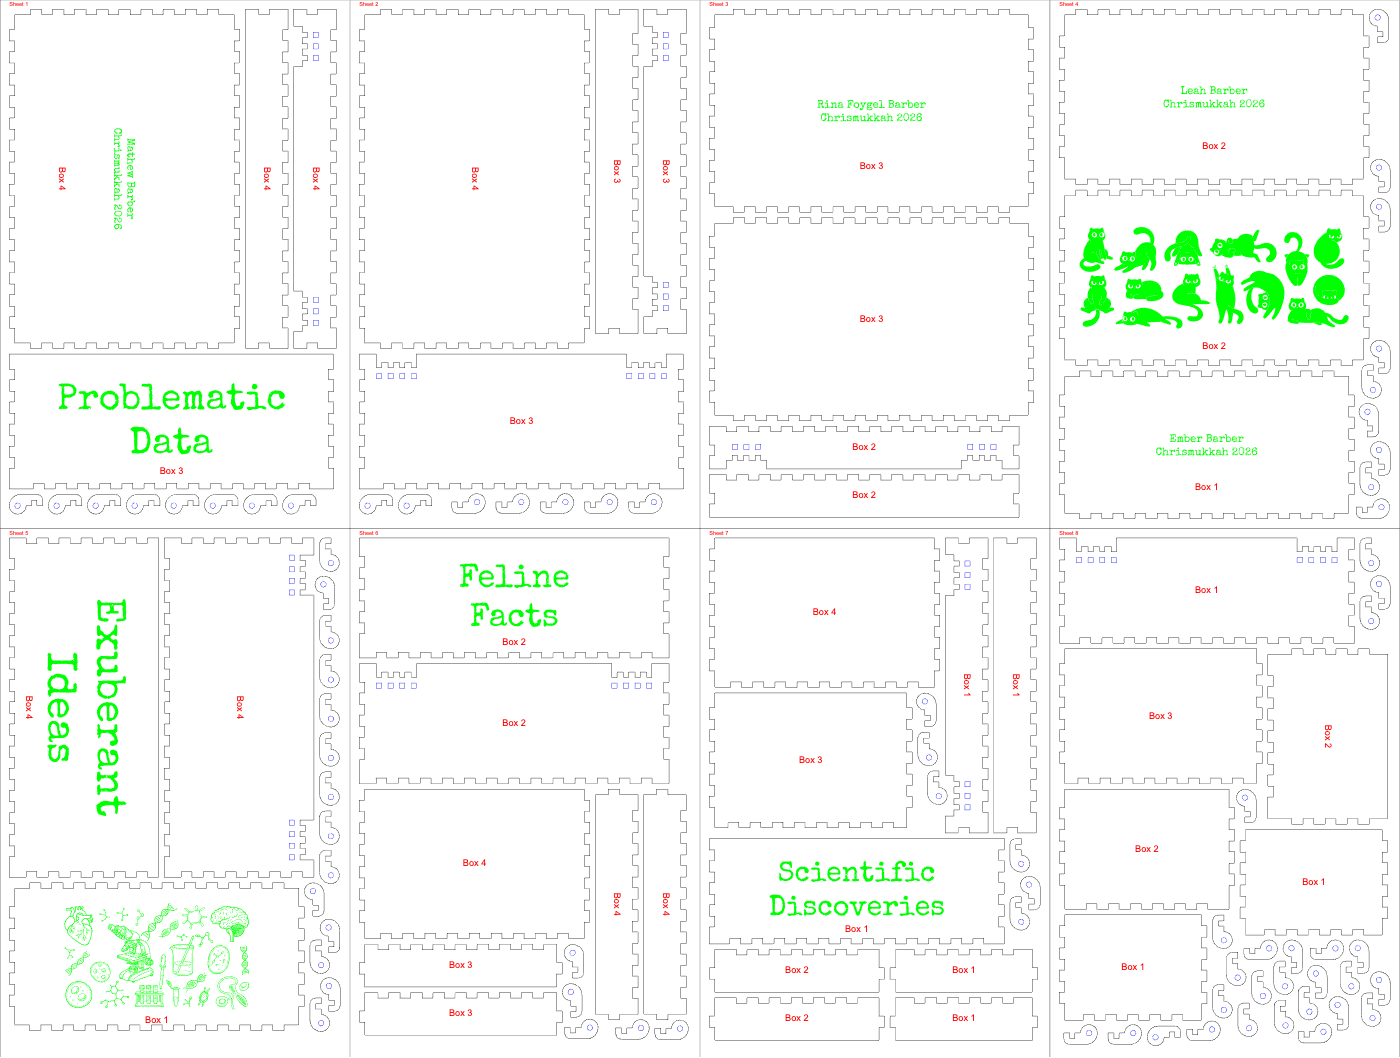 Sheet 1
Mathew Barber
Chrismukkah 2026
Box 4
Box 4
Box 4
Problematic
Data
Box 3
Sheet 2
Box 4
Box 3
Box 3
Box 3
Sheet 3
Rina Foygel Barber
Chrismukkah 2026
Box 3
Box 3
Box 2
Box 2
Sheet 4
Leah Barber
Chrismukkah 2026
Box 2
Box 2
Ember Barber
Chrismukkah 2026
Box 1
Sheet 5
Exuberant
Ideas
Box 4
Box 4
Box 1
Sheet 6
Feline
Facts
Box 2
Box 2
Box 4
Box 4
Box 4
Box 3
Box 3
Sheet 7
Box 4
Box 3
Box 1
Box 1
Scientific
Discoveries
Box 1
Box 2
Box 1
Box 2
Box 1
Sheet 8
Box 1
Box 3
Box 2
Box 2
Box 1
Box 1